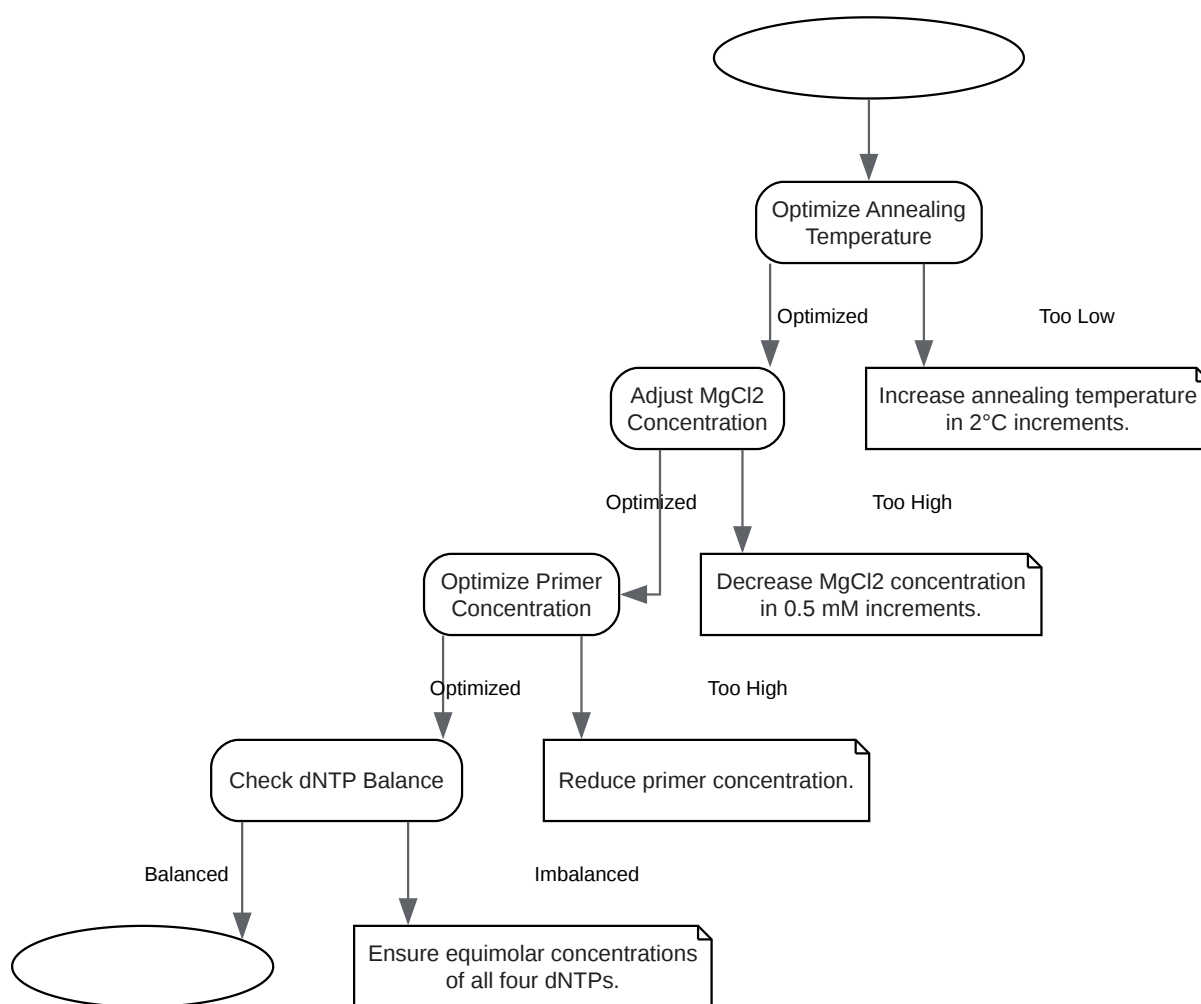 Optimize Annealing
Temperature
Optimized
Too Low
Adjust MgCl2
Concentration
Increase annealing temperature
in 2°C increments.
Optimized
Too High
Optimize Primer
Concentration
Decrease MgCl2 concentration
in 0.5 mM increments.
Optimized
Too High
Check dNTP Balance
Reduce primer concentration.
Balanced
Imbalanced
Ensure equimolar concentrations
of all four dNTPs.